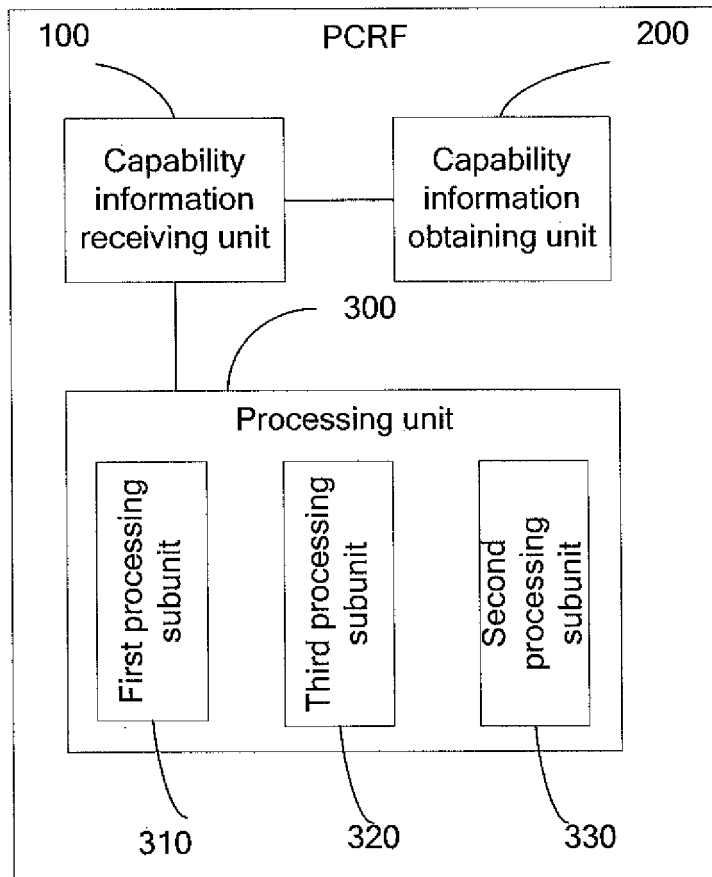 100
PCRF
200
Capability
information
receiving unit
Capability
information
obtaining unit
300
Processing unit
First processing
subunit
Third processing
subunit
Second
processing
subunit
310
320
330